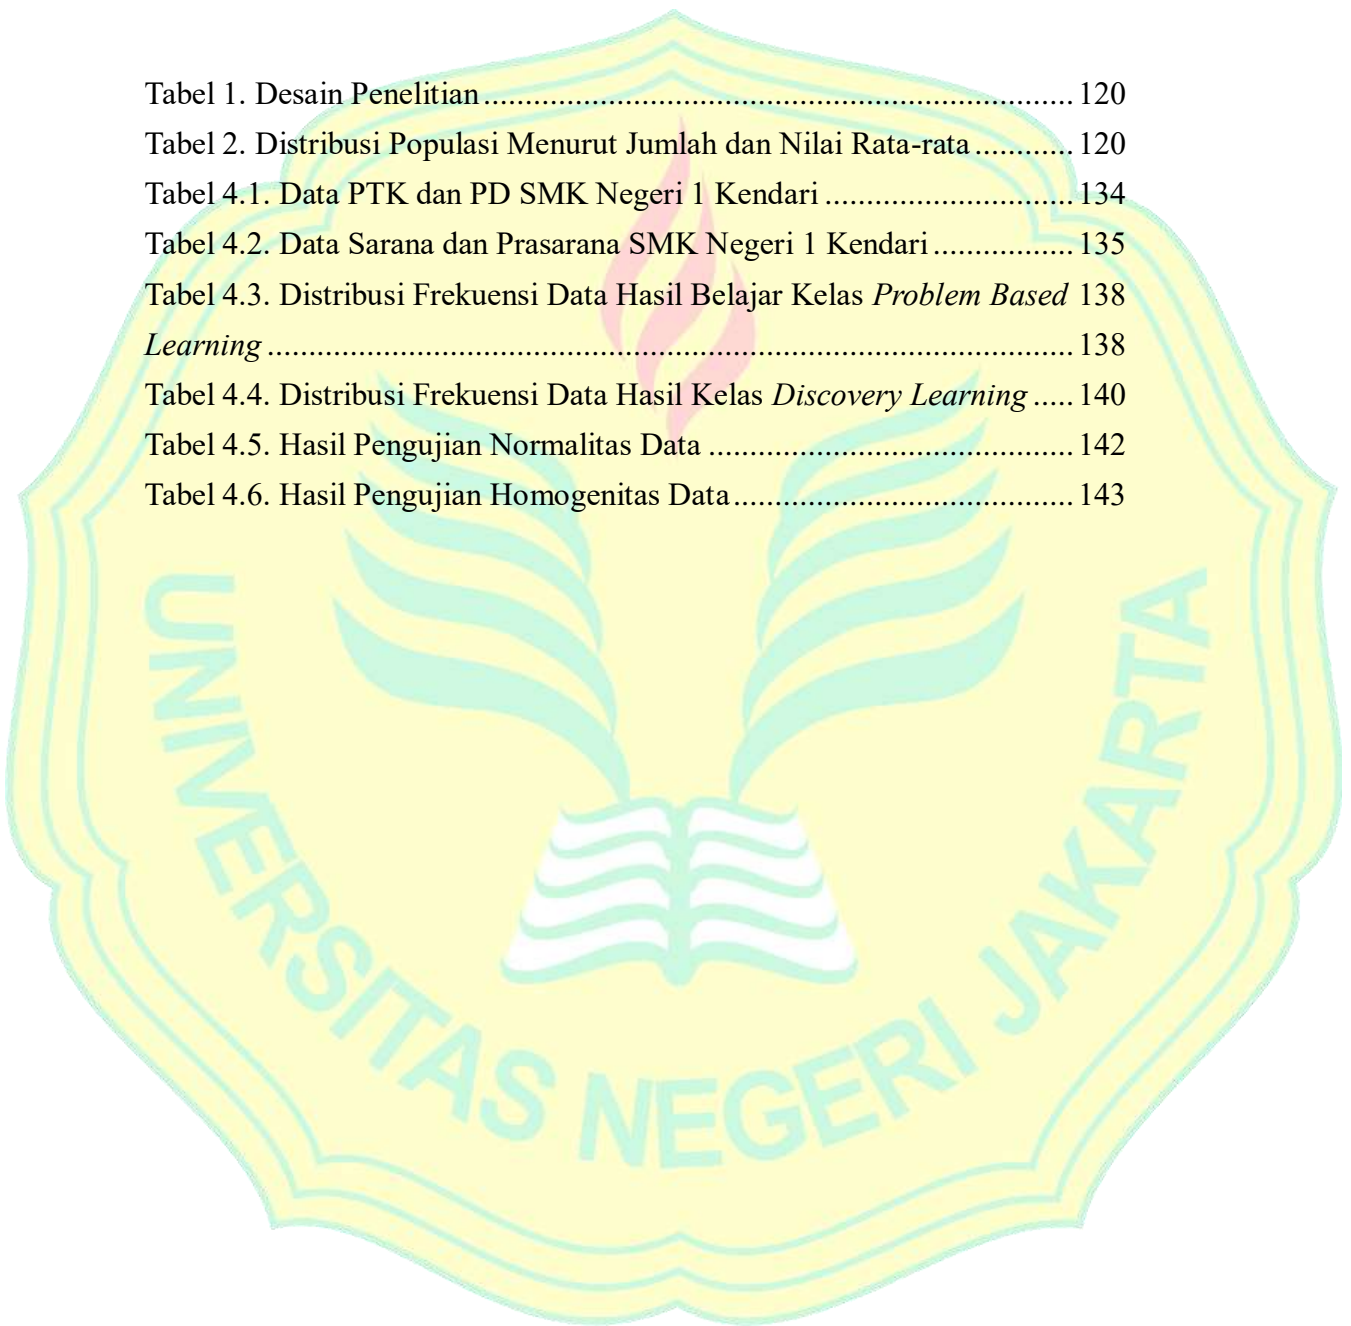 Tabel 1. Desain Penelitian ........................................................................ 120
Tabel 2. Distribusi Populasi Menurut Jumlah dan Nilai Rata-rata ............ 120
Tabel 4.1. Data PTK dan PD SMK Negeri 1 Kendari .............................. 134
Tabel 4.2. Data Sarana dan Prasarana SMK Negeri 1 Kendari ................. 135
Tabel 4.3. Distribusi Frekuensi Data Hasil Belajar Kelas Problem Based 138
Learning .................................................................................................. 138
Tabel 4.4. Distribusi Frekuensi Data Hasil Kelas Discovery Learning ..... 140
Tabel 4.5. Hasil Pengujian Normalitas Data ............................................ 142
Tabel 4.6. Hasil Pengujian Homogenitas Data ......................................... 143
UNIVERSITAS NEGERI JAKARTA